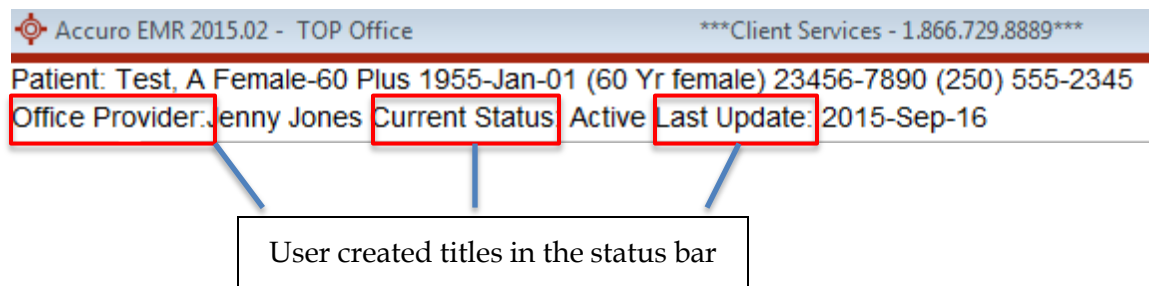 Accuro EMR 2015.02 - TOP Office ***Client Services - 1.866.729.8889***
Patient: Test, A Female-60 Plus 1955-Jan-01 (60 Yr female) 23456-7890 (250) 555-2345
Office Provider:Jenny Jones Current Status: Active Last Update: 2015-Sep-16
User created titles in the status bar